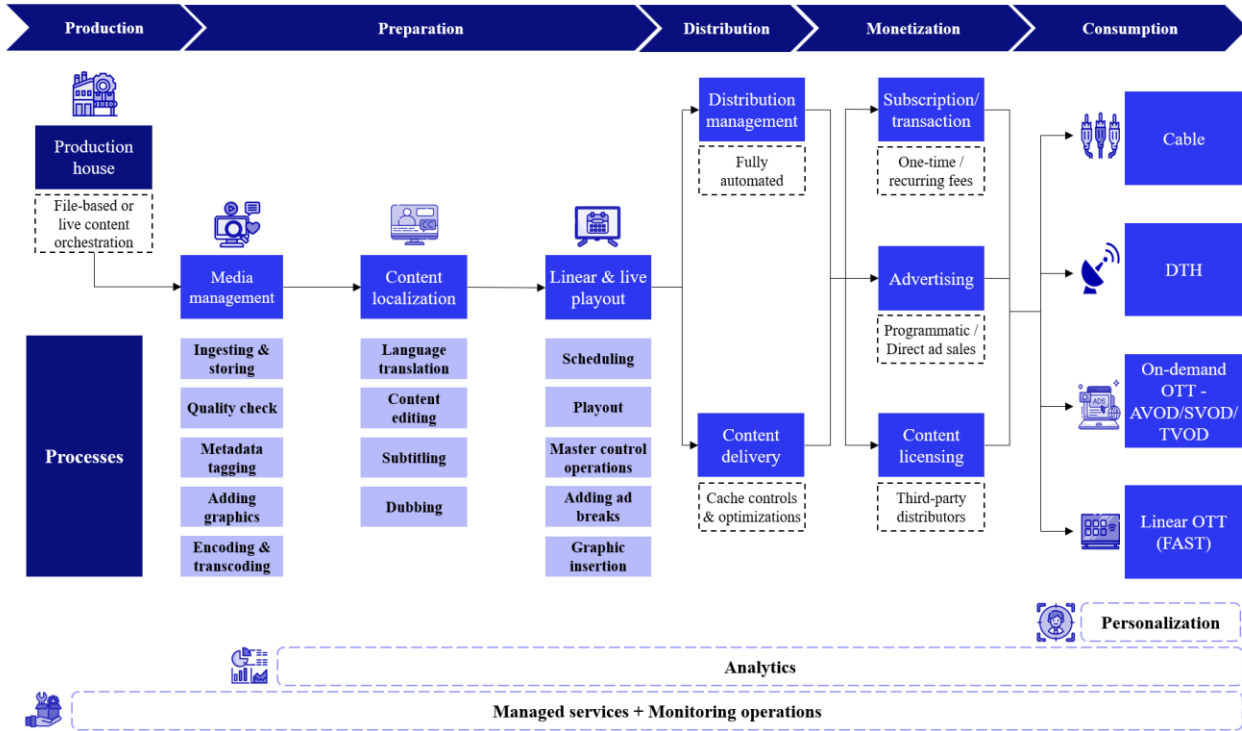 Production
Preparation
Distribution
Monetization
Consumption
Production
house
File-based or
live content
orchestration
Media
management
Content
localization
Linear & live
playout
Distribution
management
Fully
automated
Content
delivery
Cache controls
& optimizations
Subscription/
transaction
One-time /
recurring fees
Advertising
Programmatic /
Direct ad sales
Content
licensing
Third-party
distributors
Cable
DTH
ADS
On-demand
OTT -
AVOD/SVOD/
TVOD
Linear OTT
(FAST)
Processes
Ingesting &
storing
Quality check
Metadata
tagging
Adding
graphics
Encoding &
transcoding
CC
Language
translation
Content
editing
Subtitling
Dubbing
Scheduling
Playout
Master control
operations
Adding ad
breaks
Graphic
insertion
Personalization
Analytics
Managed services + Monitoring operations